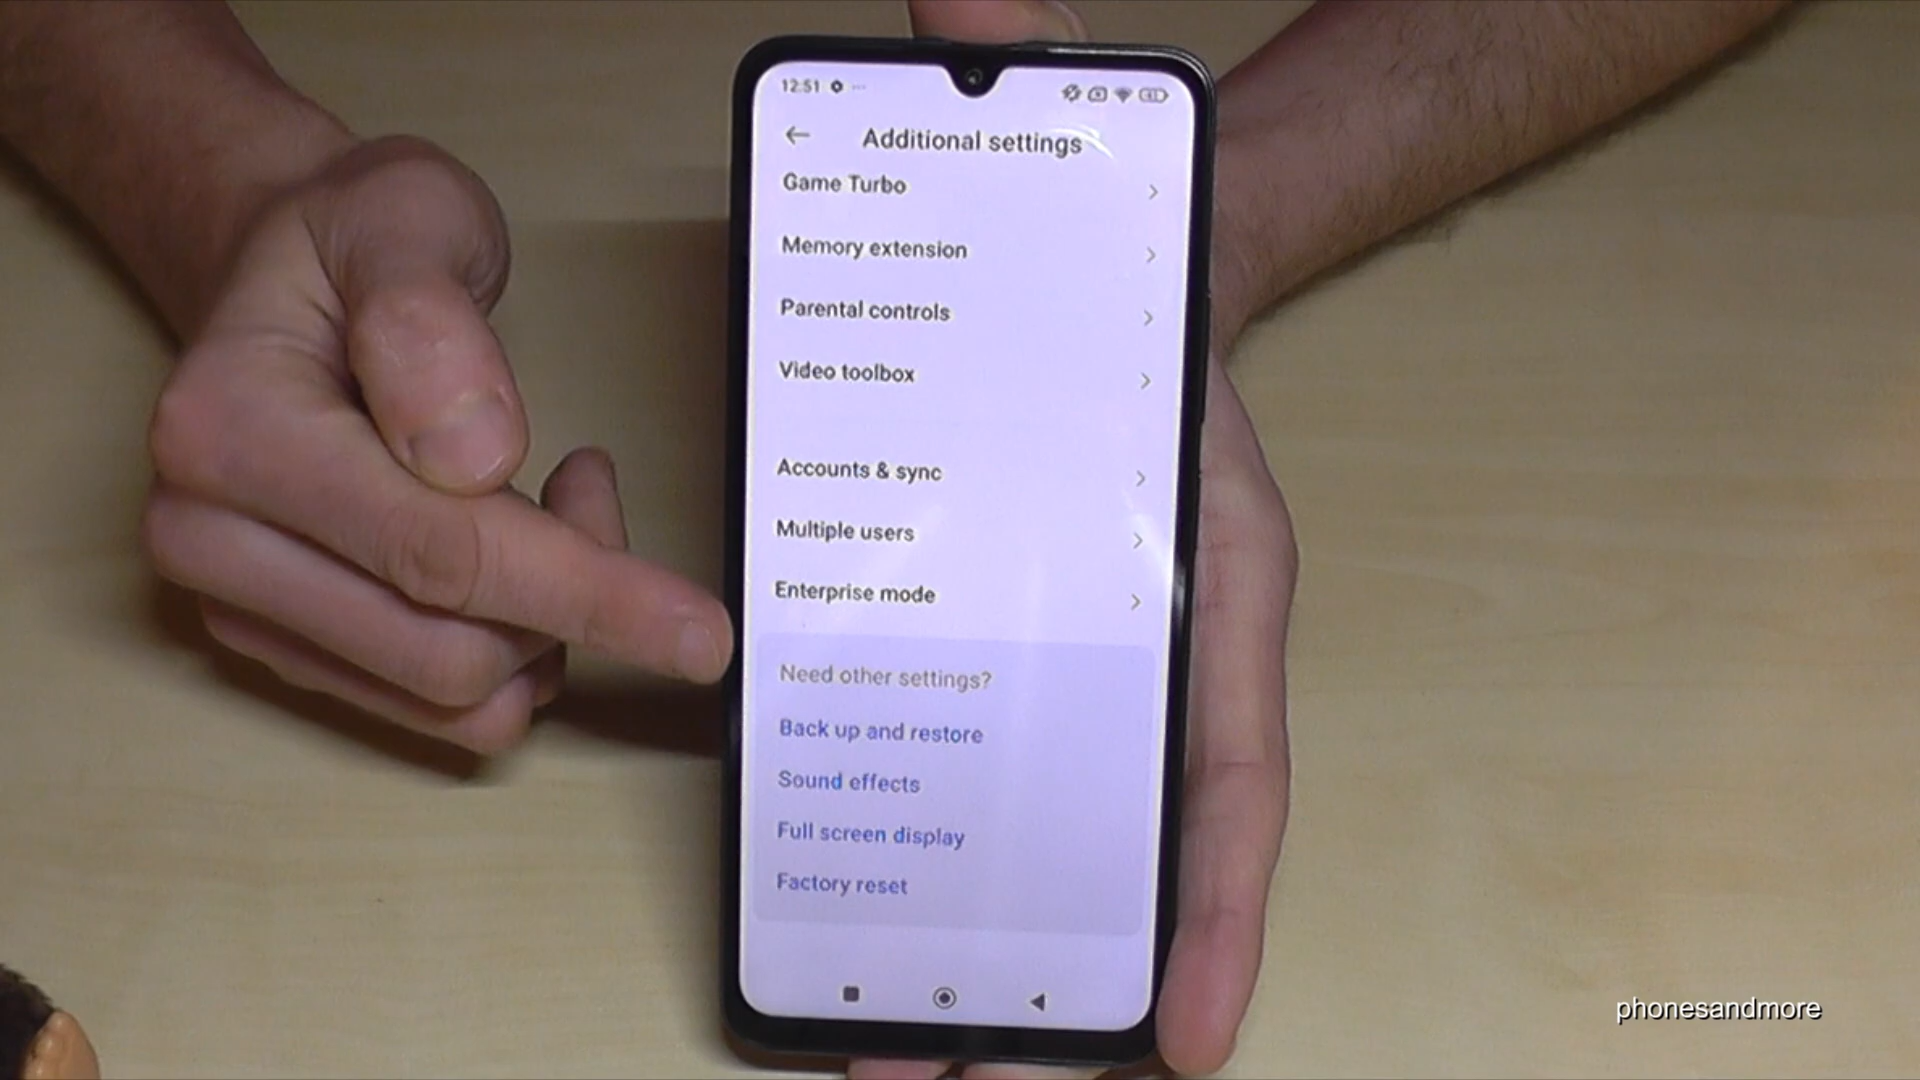 12:51
Additional settings
Game Turbo
Memory extension
Parental controls
Video toolbox
Accounts & sync
Multiple users
Enterprise mode
Need other settings?
Back up and restore
Sound effects
Full screen display
Factory reset
phonesandmore